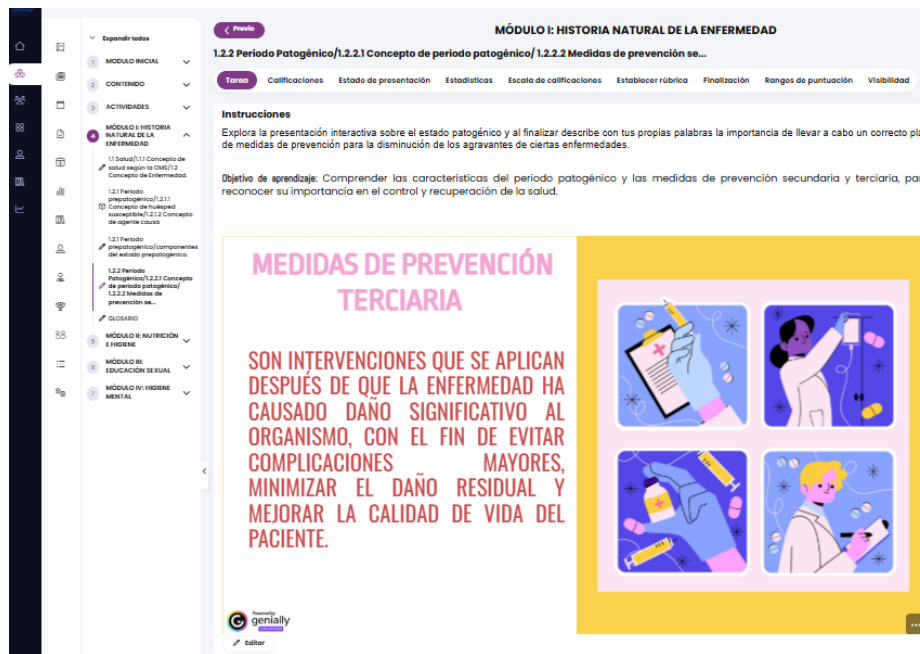 Previo
MÓDULO I: HISTORIA NATURAL DE LA ENFERMEDAD
1.2.2 Periodo Patogénico/1.2.2.1 Concepto de periodo patogénico/ 1.2.2.2 Medidas de prevención se...
Tarea Calificaciones Estado de presentación Estadísticas Escala de calificaciones Establecer rúbrica Finalización Rangos de puntuación Visibilidad
Expandir todos
1 MODULO INICIAL
2 CONTENIDO
3 ACTIVIDADES
4 MÓDULO I: HISTORIA
NATURAL DE LA
ENFERMEDAD
1.1 Salud/1.1.1 Concepto de
salud según la OMS/1.2
Concepto de Enfermedad.
1.2.1 Periodo
prepatogénico/1.2.1.1
Concepto de huésped
susceptible/1.2.1.2 Concepto
de agente causa
1.2.1 Periodo
prepatogénico/componentes
del estado prepatológico.
1.2.2 Periodo
Patogénico/1.2.2.1 Concepto
de periodo patogénico/
1.2.2.2 Medidas de
prevención se...
GLOSARIO
5 MÓDULO II: NUTRICIÓN
E HIGIENE
6 MÓDULO III:
EDUCACIÓN SEXUAL
7 MÓDULO IV: HIGIENE
MENTAL
Instrucciones
Explora la presentación interactiva sobre el estado patogénico y al finalizar describe con tus propias palabras la importancia de llevar a cabo un correcto pl
de medidas de prevención para la disminución de los agravantes de ciertas enfermedades.
Objetivo de aprendizaje: Comprender las características del periodo patogénico y las medidas de prevención secundaria y terciaria, par
reconocer su importancia en el control y recuperación de la salud.
MEDIDAS DE PREVENCIÓN
TERCIARIA
SON INTERVENCIONES QUE SE APLICAN
DESPUÉS DE QUE LA ENFERMEDAD HA
CAUSADO DAÑO SIGNIFICATIVO AL
ORGANISMO, CON EL FIN DE EVITAR
COMPLICACIONES MAYORES,
MINIMIZAR EL DAÑO RESIDUAL Y
MEJORAR LA CALIDAD DE VIDA DEL
PACIENTE.
Powered by
genially
Editar